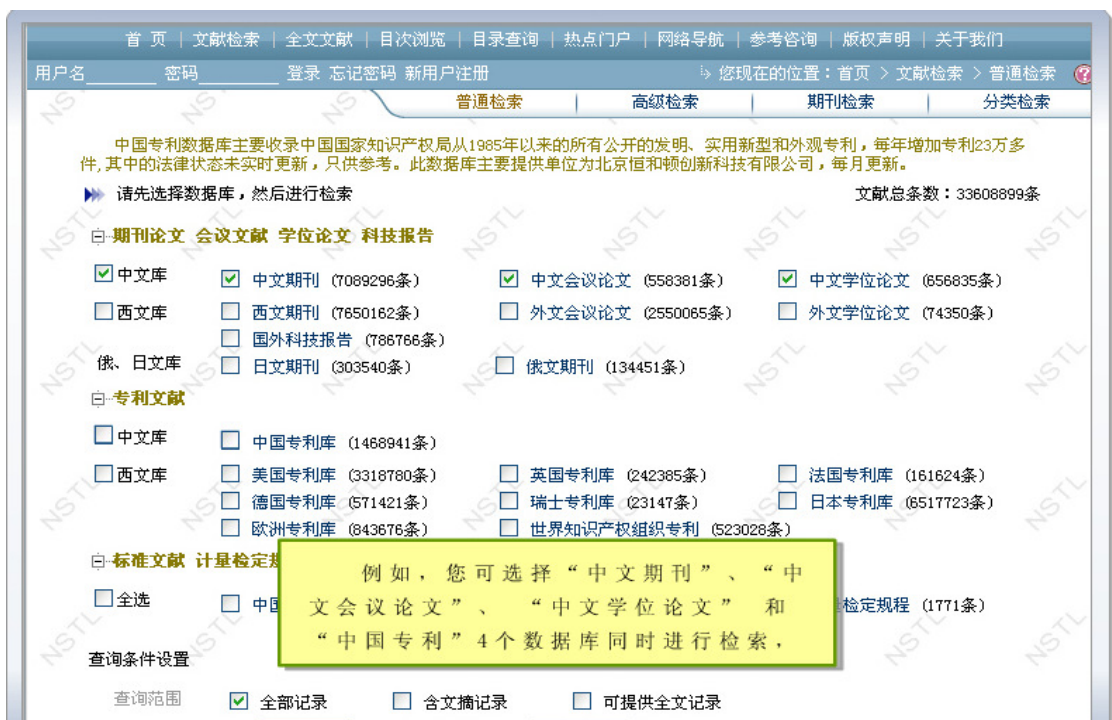 首 页 | 文献检索 | 全文文献 | 目次浏览 | 目录查询 | 热点门户 | 网络导航 | 参考咨询 | 版权声明 | 关于我们
用户名 密码 登录 忘记密码 新用户注册 您现在的位置：首页 > 文献检索 > 普通检索 ?
普通检索 | 高级检索 | 期刊检索 | 分类检索
中国专利数据库主要收录中国国家知识产权局从1985年以来的所有公开的发明、实用新型和外观专利，每年增加专利23万多
件,其中的法律状态未实时更新，只供参考。此数据库主要提供单位为北京恒和顿创新科技有限公司，每月更新。
请先选择数据库，然后进行检索 文献总条数：33608899条
期刊论文 会议文献 学位论文 科技报告
中文库 中文期刊 (7089296条) 中文会议论文 (558381条) 中文学位论文 (656835条)
西文库 西文期刊 (7650162条) 外文会议论文 (2550065条) 外文学位论文 (74350条)
国外科技报告 (786766条)
俄、日文库 日文期刊 (303540条) 俄文期刊 (134451条)
专利文献
中文库 中国专利库 (1468941条)
西文库 美国专利库 (3318780条) 英国专利库 (242385条) 法国专利库 (161624条)
德国专利库 (571421条) 瑞士专利库 (23147条) 日本专利库 (6517723条)
欧洲专利库 (843676条) 世界知识产权组织专利 (523028条)
标准文献 计量检定
全选 中 检定规程 (1771条)
例如，您可选择“中文期刊”、“中
文会议论文”、 “中文学位论文” 和
“中国专利”4个数据库同时进行检索，
查询条件设置
查询范围 全部记录 含文摘记录 可提供全文记录
NSTL